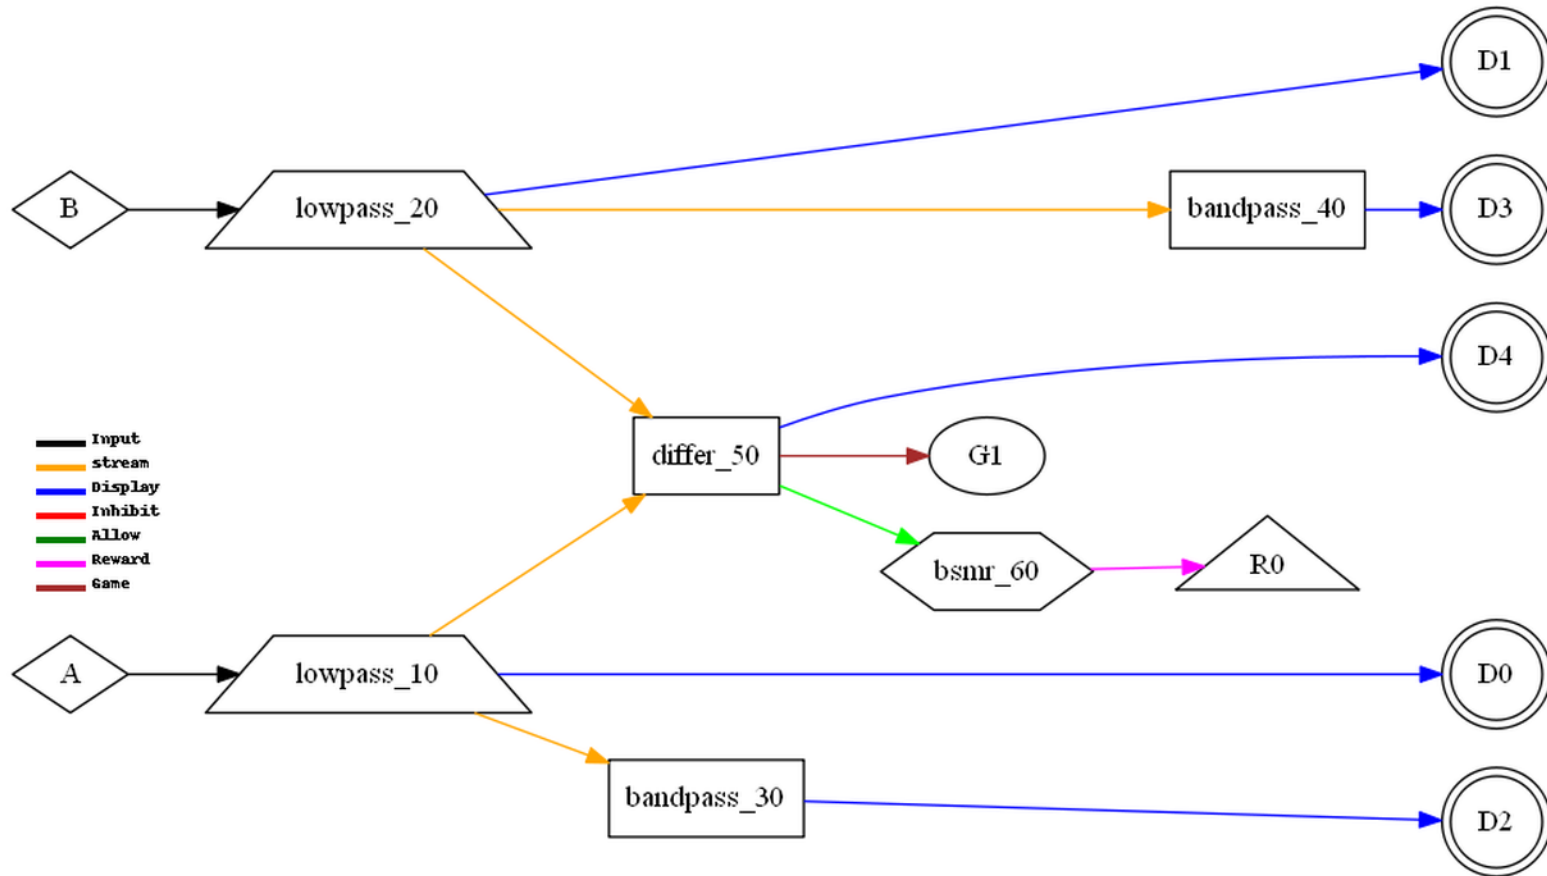 D1
B
lowpass_20
bandpass_40
D3
D4
differ_50
G1
Input
stream
Display
Inhibit
Allow
Reward
Game
bsmr_60
R0
A
lowpass_10
D0
bandpass_30
D2